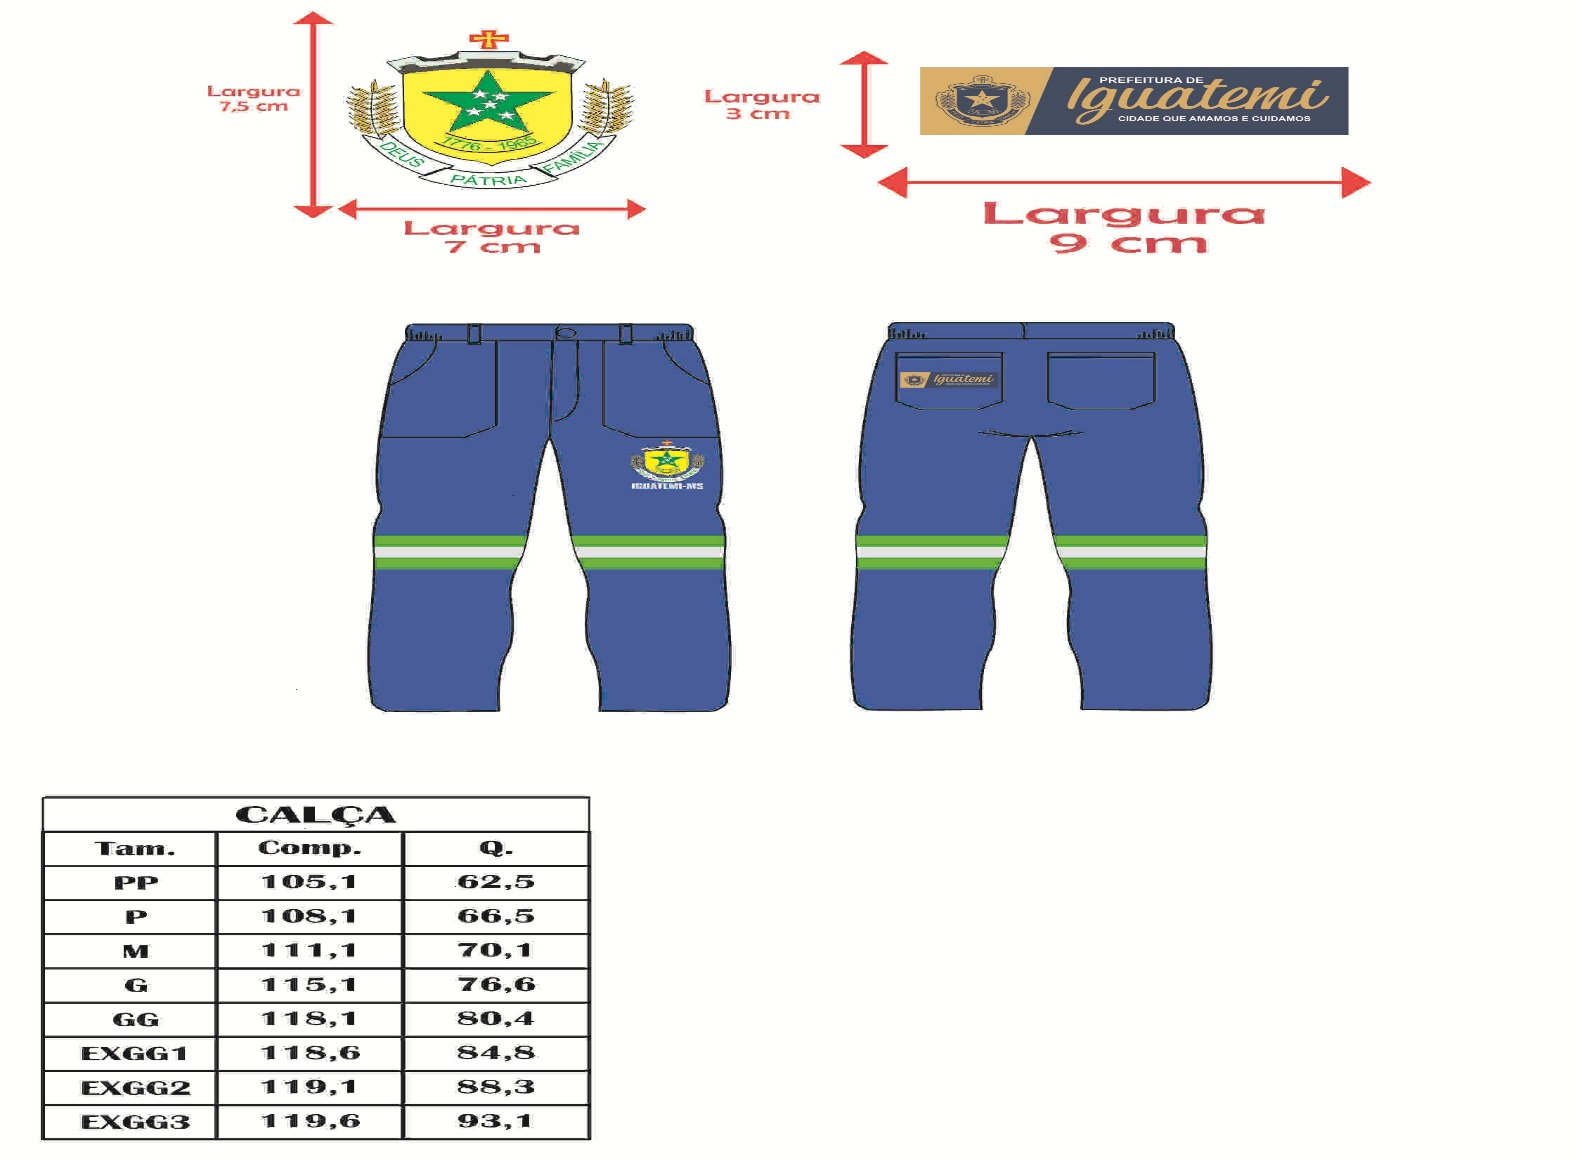 Largura
7,5 cm
1776 - 1965
DEUS
PÁTRIA
FAMÍLIA
Largura
7 cm
Largura
3 cm
PREFEITURA DE
Iguatemi
CIDADE QUE AMAMOS E CUIDAMOS
Largura
9 cm
IGUATEMI-MS
Iguatemi
CALÇA
Tam. Comp. Q.
PP 105,1 62,5
P 108,1 66,5
M 111,1 70,1
G 115,1 76,6
GG 118,1 80,4
EXGG1 118,6 84,8
EXGG2 119,1 88,3
EXGG3 119,6 93,1